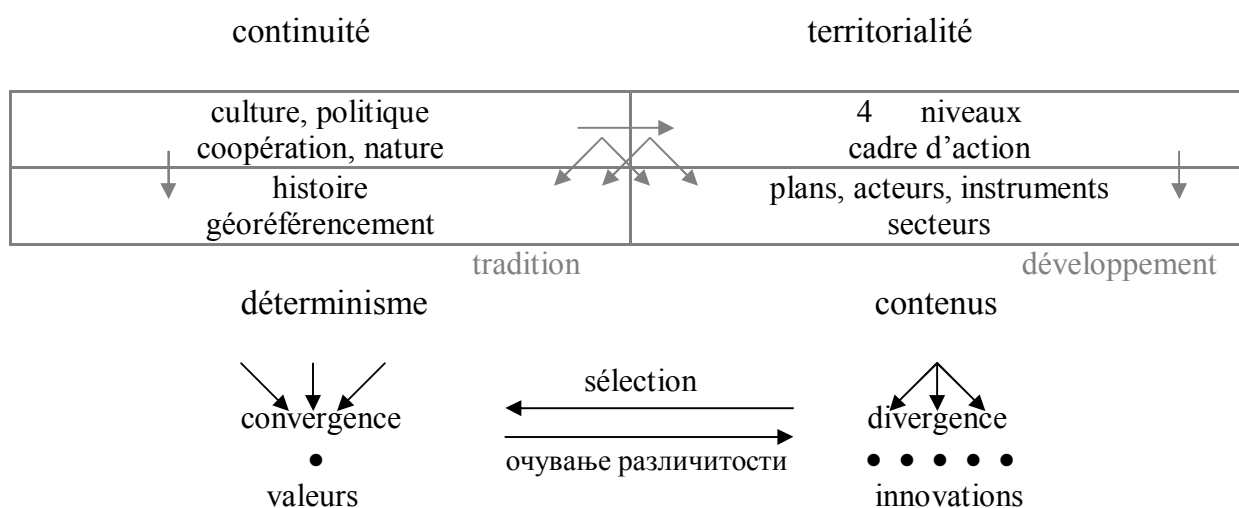 continuité territorialité
culture, politique 4 niveaux
coopération, nature cadre d’action
histoire plans, acteurs, instruments
géoréférencement secteurs
tradition développement
déterminisme contenus
sélection
convergence divergence
очување различитости
valeurs innovations